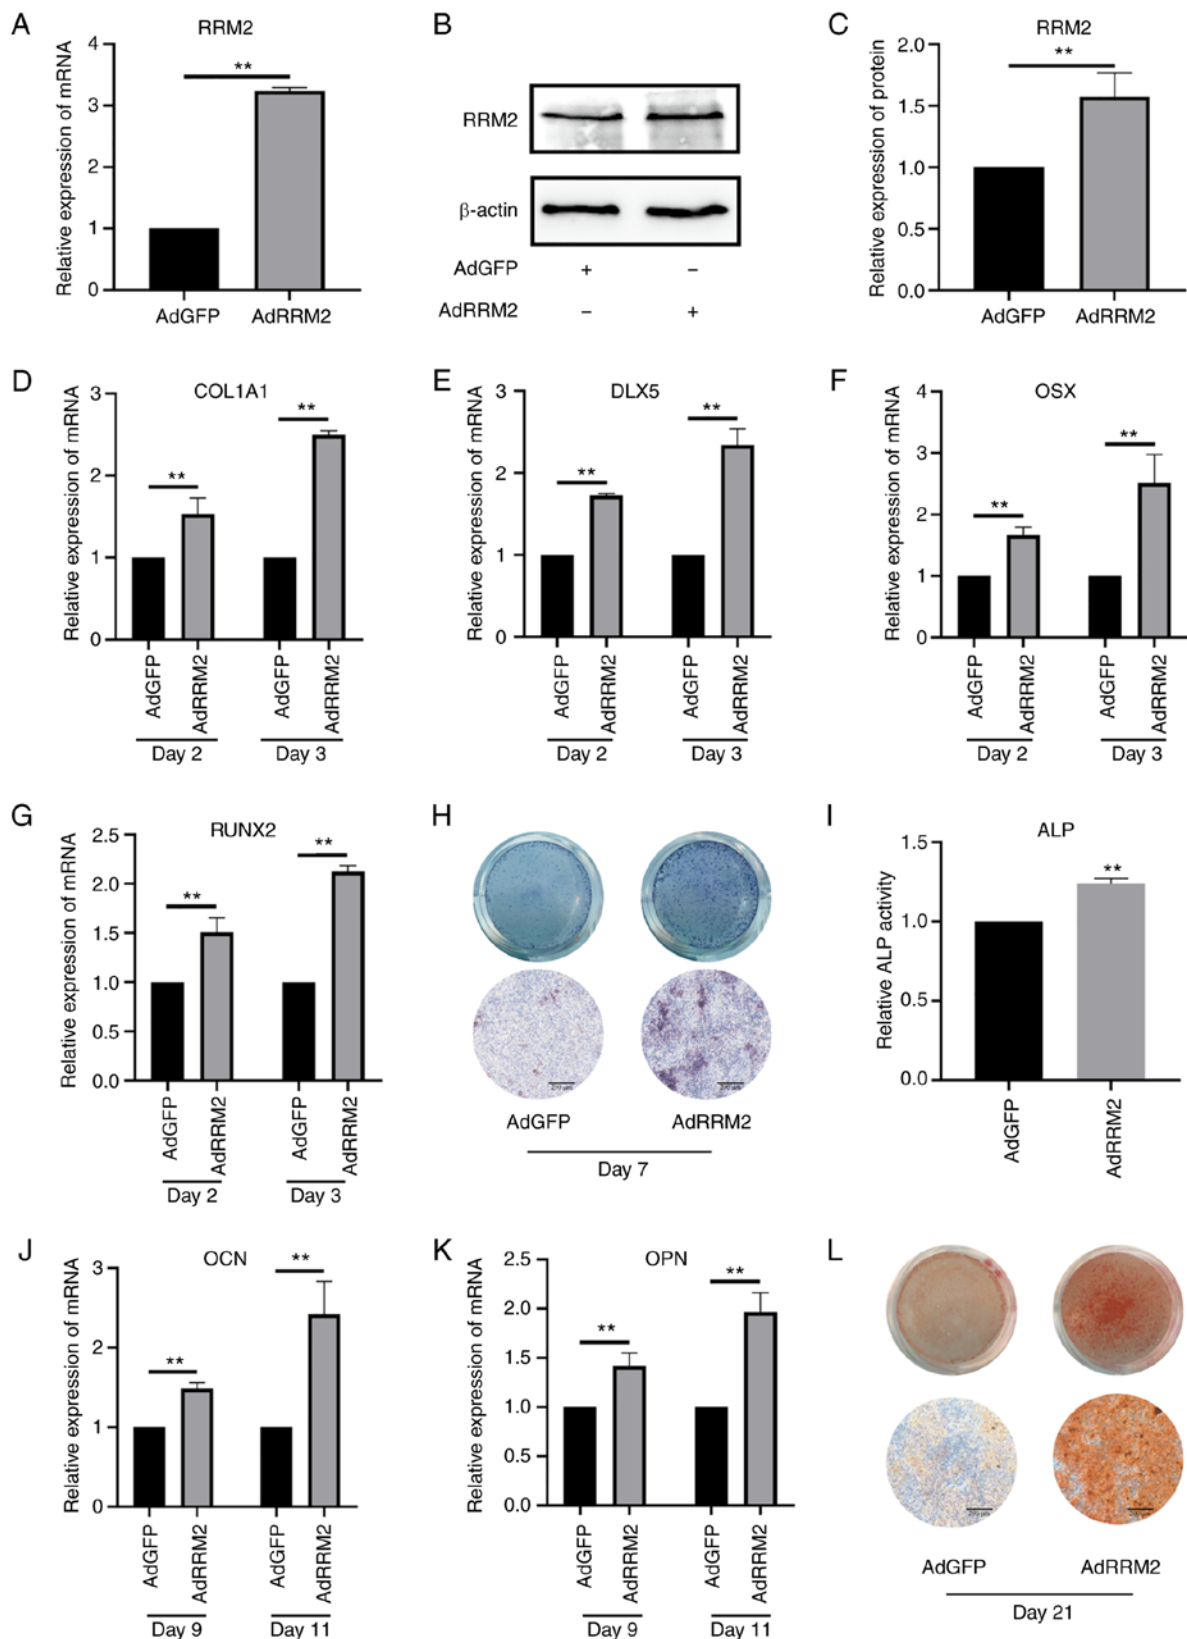 A
RRM2
Relative expression of mRNA
4
3
2
1
0
**
AdGFP
AdRRM2
B
RRM2
β-actin
AdGFP + –
AdRRM2 – +
C
RRM2
Relative expression of protein
2.0
1.5
1.0
0.5
0.0
**
AdGFP
AdRRM2
D
COL1A1
Relative expression of mRNA
3
2
1
0
**
**
AdGFP
AdRRM2
AdGFP
AdRRM2
Day 2
Day 3
E
DLX5
Relative expression of mRNA
3
2
1
0
**
**
AdGFP
AdRRM2
AdGFP
AdRRM2
Day 2
Day 3
F
OSX
Relative expression of mRNA
4
3
2
1
0
**
**
AdGFP
AdRRM2
AdGFP
AdRRM2
Day 2
Day 3
G
RUNX2
Relative expression of mRNA
2.5
2.0
1.5
1.0
0.5
0.0
**
**
AdGFP
AdRRM2
AdGFP
AdRRM2
Day 2
Day 3
H
200 μm
200 μm
AdGFP
AdRRM2
Day 7
I
ALP
Relative ALP activity
1.5
1.0
0.5
0.0
**
AdGFP
AdRRM2
J
OCN
Relative expression of mRNA
3
2
1
0
**
**
AdGFP
AdRRM2
AdGFP
AdRRM2
Day 9
Day 11
K
OPN
Relative expression of mRNA
2.5
2.0
1.5
1.0
0.5
0.0
**
**
AdGFP
AdRRM2
AdGFP
AdRRM2
Day 9
Day 11
L
200 μm
200 μm
AdGFP
AdRRM2
Day 21